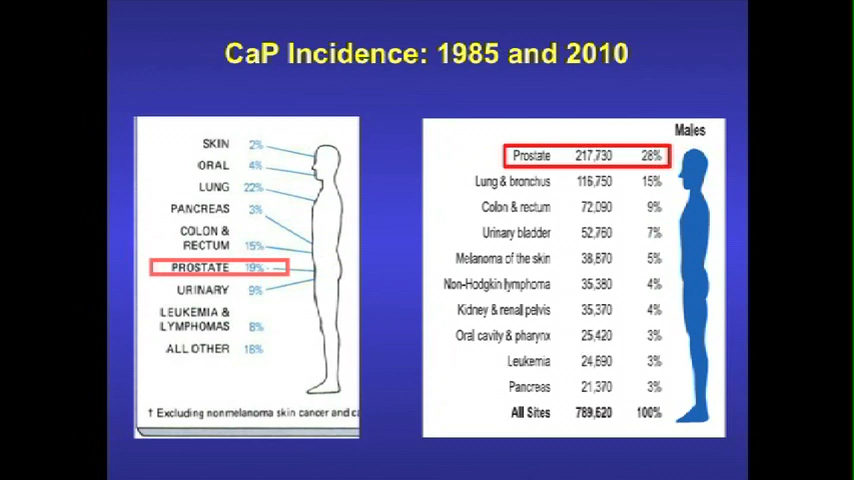 CaP Incidence: 1985 and 2010
SKIN 2%
ORAL 4%
LUNG 22%
PANCREAS 3%
COLON &
RECTUM 15%
PROSTATE 19%
URINARY 9%
LEUKEMIA &
LYMPHOMAS 8%
ALL OTHER 18%
† Excluding nonmelanoma skin cancer and
Males
Prostate 217,730 28%
Lung & bronchus 116,750 15%
Colon & rectum 72,090 9%
Urinary bladder 52,760 7%
Melanoma of the skin 38,870 5%
Non-Hodgkin lymphoma 35,380 4%
Kidney & renal pelvis 35,370 4%
Oral cavity & pharynx 25,420 3%
Leukemia 24,690 3%
Pancreas 21,370 3%
All Sites 789,620 100%